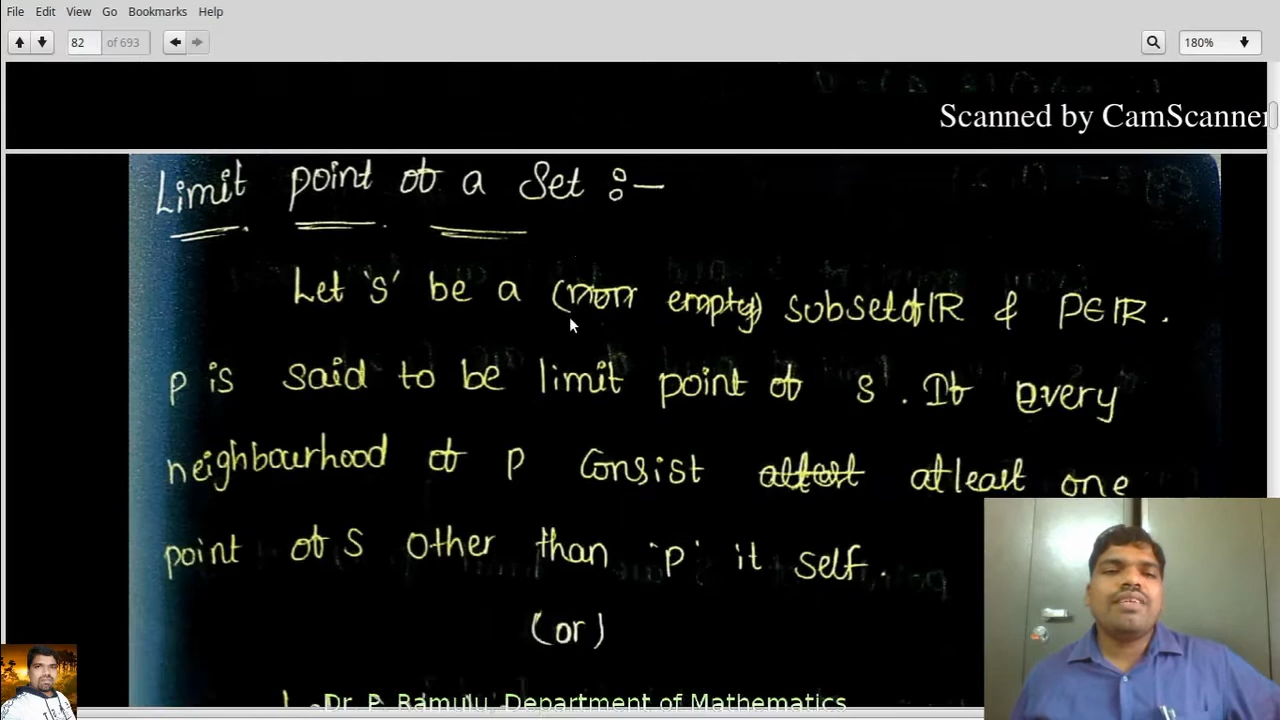 File Edit View Go Bookmarks Help
82 of 693 180%
Scanned by CamScanner
Limit point of a Set :-
Let 's' be a (non empty) subset of IR & P∈IR.
p is said to be limit point of s'. If every
neighbourhood of p Consist atleast atleast one
point of S other than 'p' it self.
(or)
Dr. P. Ramulu, Department of Mathematics